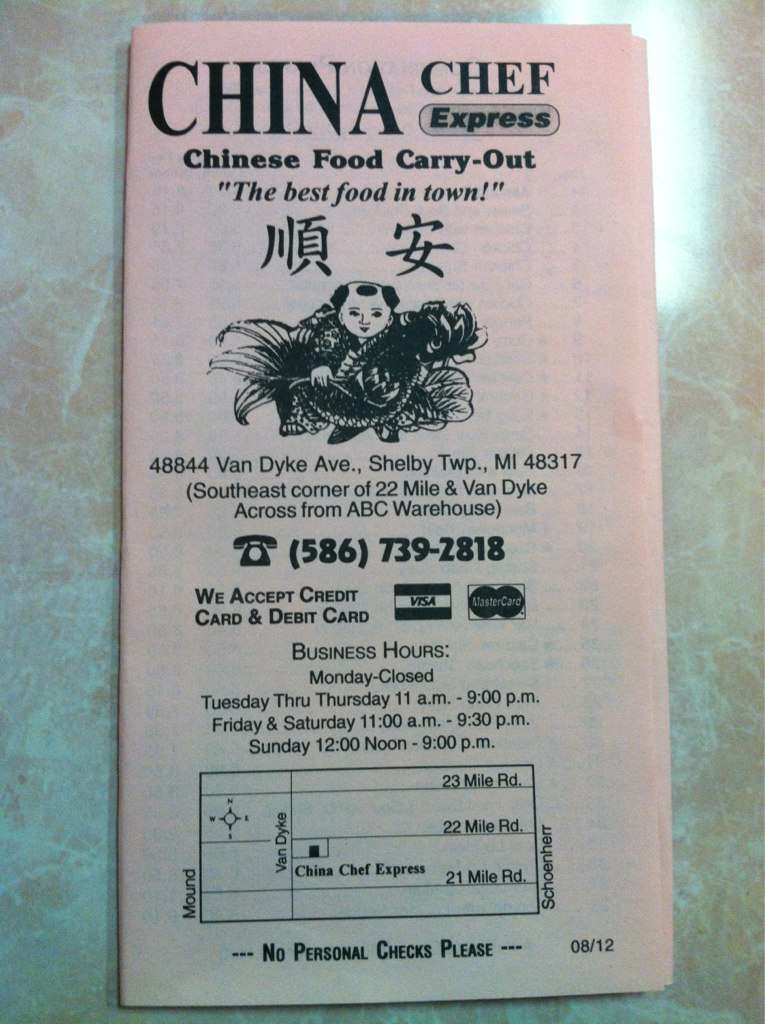 CHINA CHEF
Express
Chinese Food Carry-Out
"The best food in town!"
順 安
48844 Van Dyke Ave., Shelby Twp., MI 48317
(Southeast corner of 22 Mile & Van Dyke
Across from ABC Warehouse)
☎ (586) 739-2818
WE ACCEPT CREDIT
CARD & DEBIT CARD
VISA
MasterCard
BUSINESS HOURS:
Monday-Closed
Tuesday Thru Thursday 11 a.m. - 9:00 p.m.
Friday & Saturday 11:00 a.m. - 9:30 p.m.
Sunday 12:00 Noon - 9:00 p.m.
23 Mile Rd.
N
W E
S
22 Mile Rd.
Van Dyke
China Chef Express
21 Mile Rd.
Mound
Schoenherr
--- NO PERSONAL CHECKS PLEASE ---
08/12